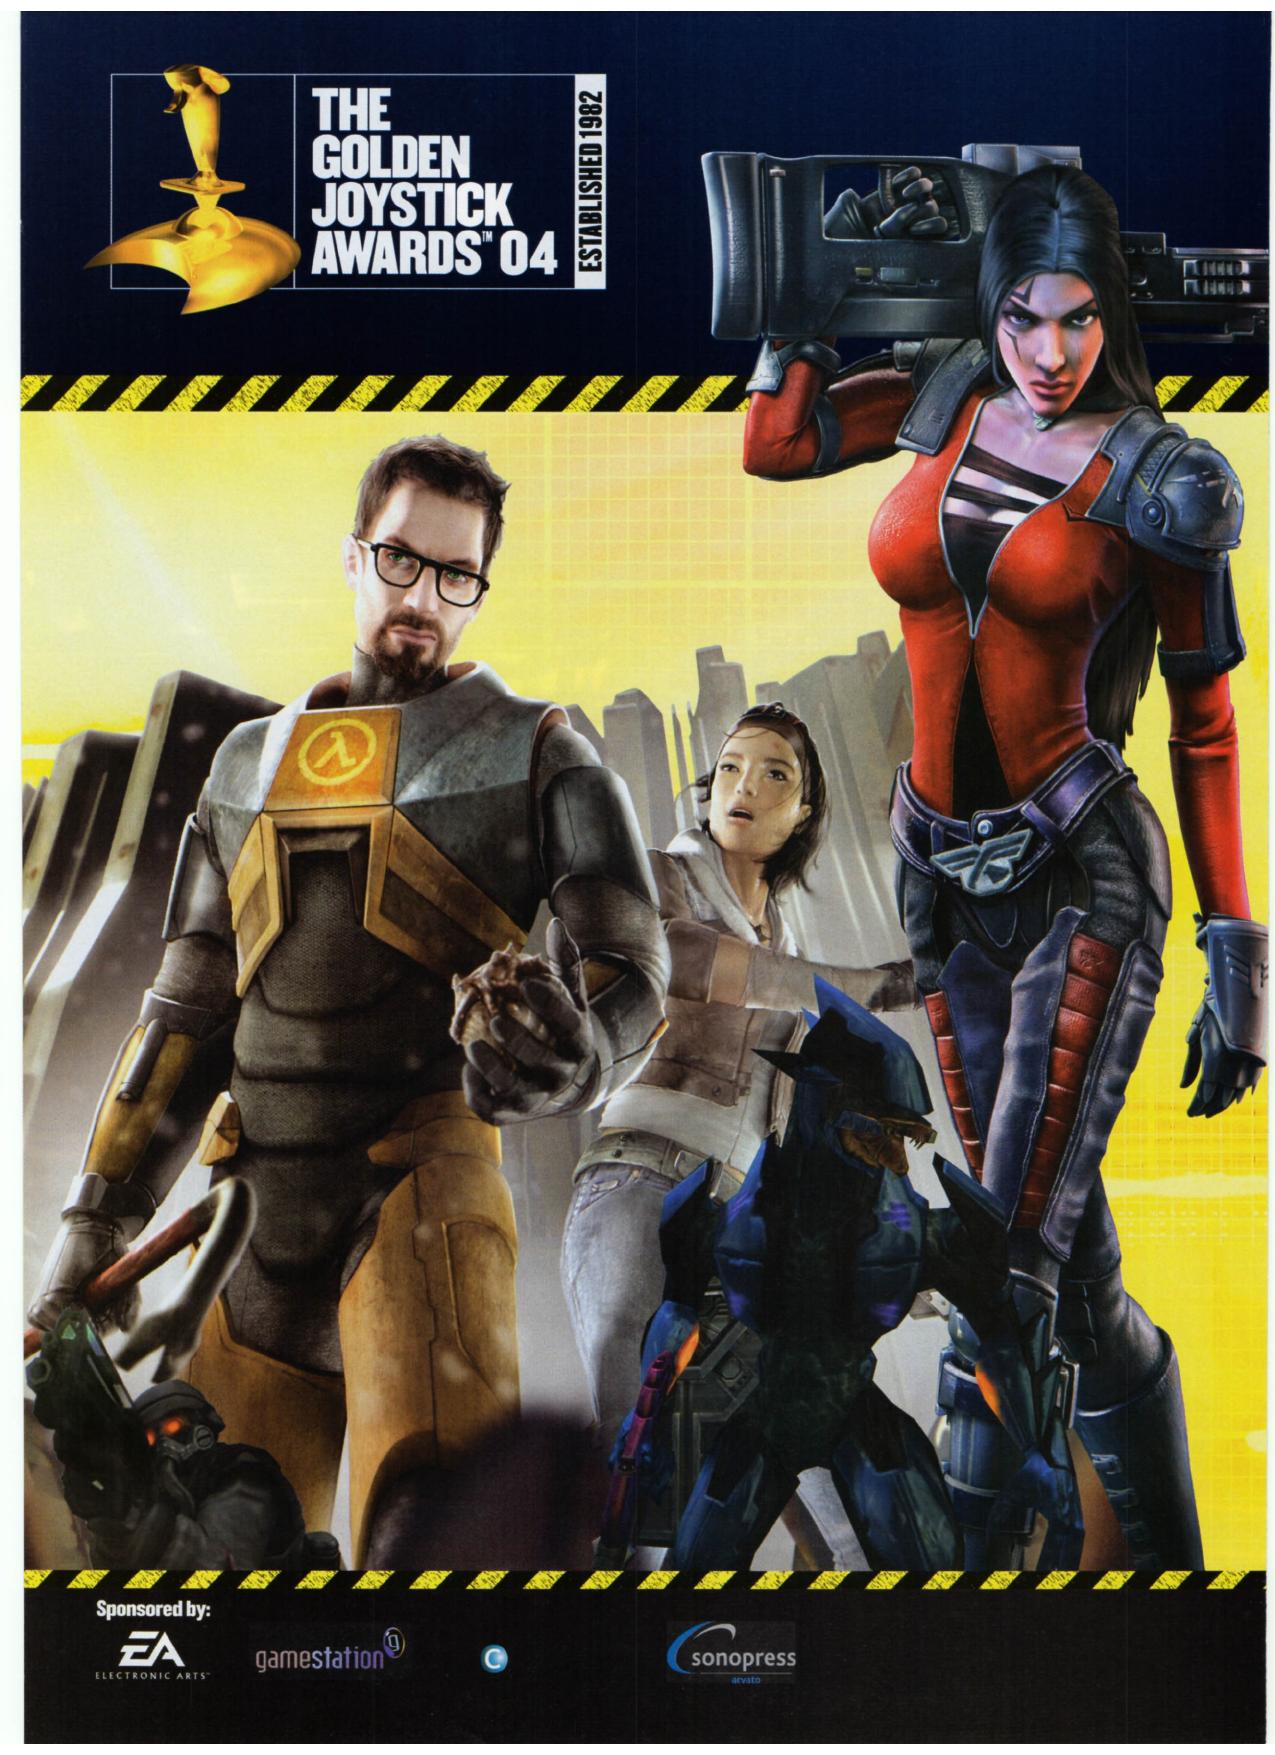 THE
GOLDEN
JOYSTICK
AWARDS™ 04
ESTABLISHED 1982
Sponsored by:
EA
ELECTRONIC ARTS™
gamestation g
C
sonopress
arvato